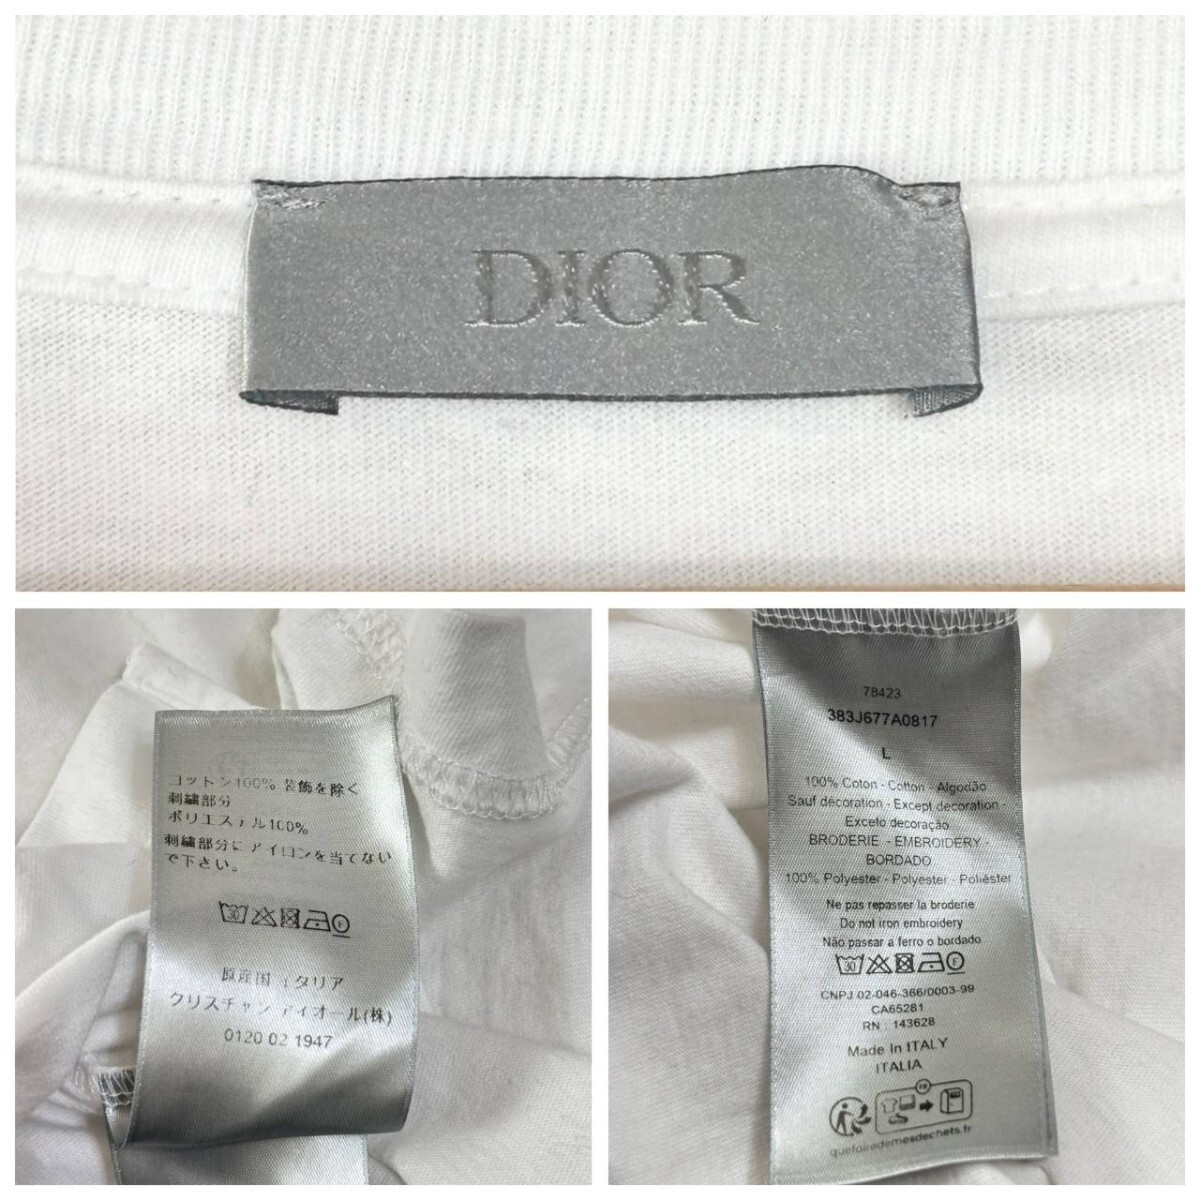 DIOR
コットン100% 装飾を除く
刺繍部分
ポリエステル100%
刺繍部分にアイロンを当てない
で下さい。
30
F
原産国 イタリア
クリスチャン ディオール(株)
0120 02 1947
78423
383J677A0817
L
100% Coton - Cotton - Algodão
Sauf decoration - Except decoration -
Exceto decoração
BRODERIE - EMBROIDERY -
BORDADO
100% Polyester - Polyester - Poliéster
Ne pas repasser la broderie
Do not iron embroidery
Não passar a ferro o bordado
30
F
CNPJ 02-046-366/0003-99
CA65281
RN : 143628
Made In ITALY
ITALIA
FR
quefairedemesdechets.fr